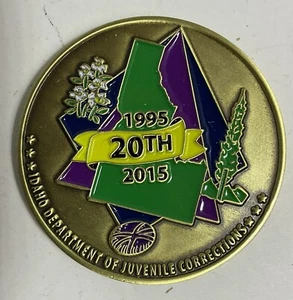 1995
20TH
2015
IDAHO DEPARTMENT OF JUVENILE CORRECTIONS